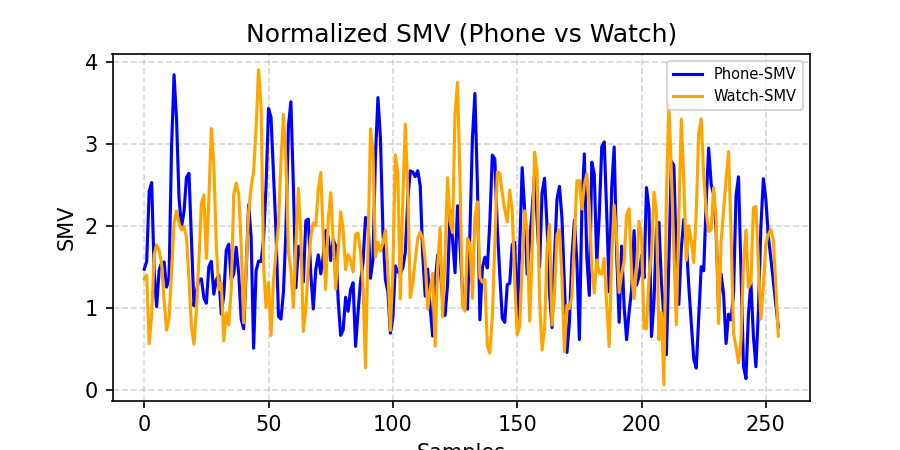 Normalized SMV (Phone vs Watch)
Phone-SMV
Watch-SMV
SMV
4
3
2
1
0
0 50 100 150 200 250
Samples